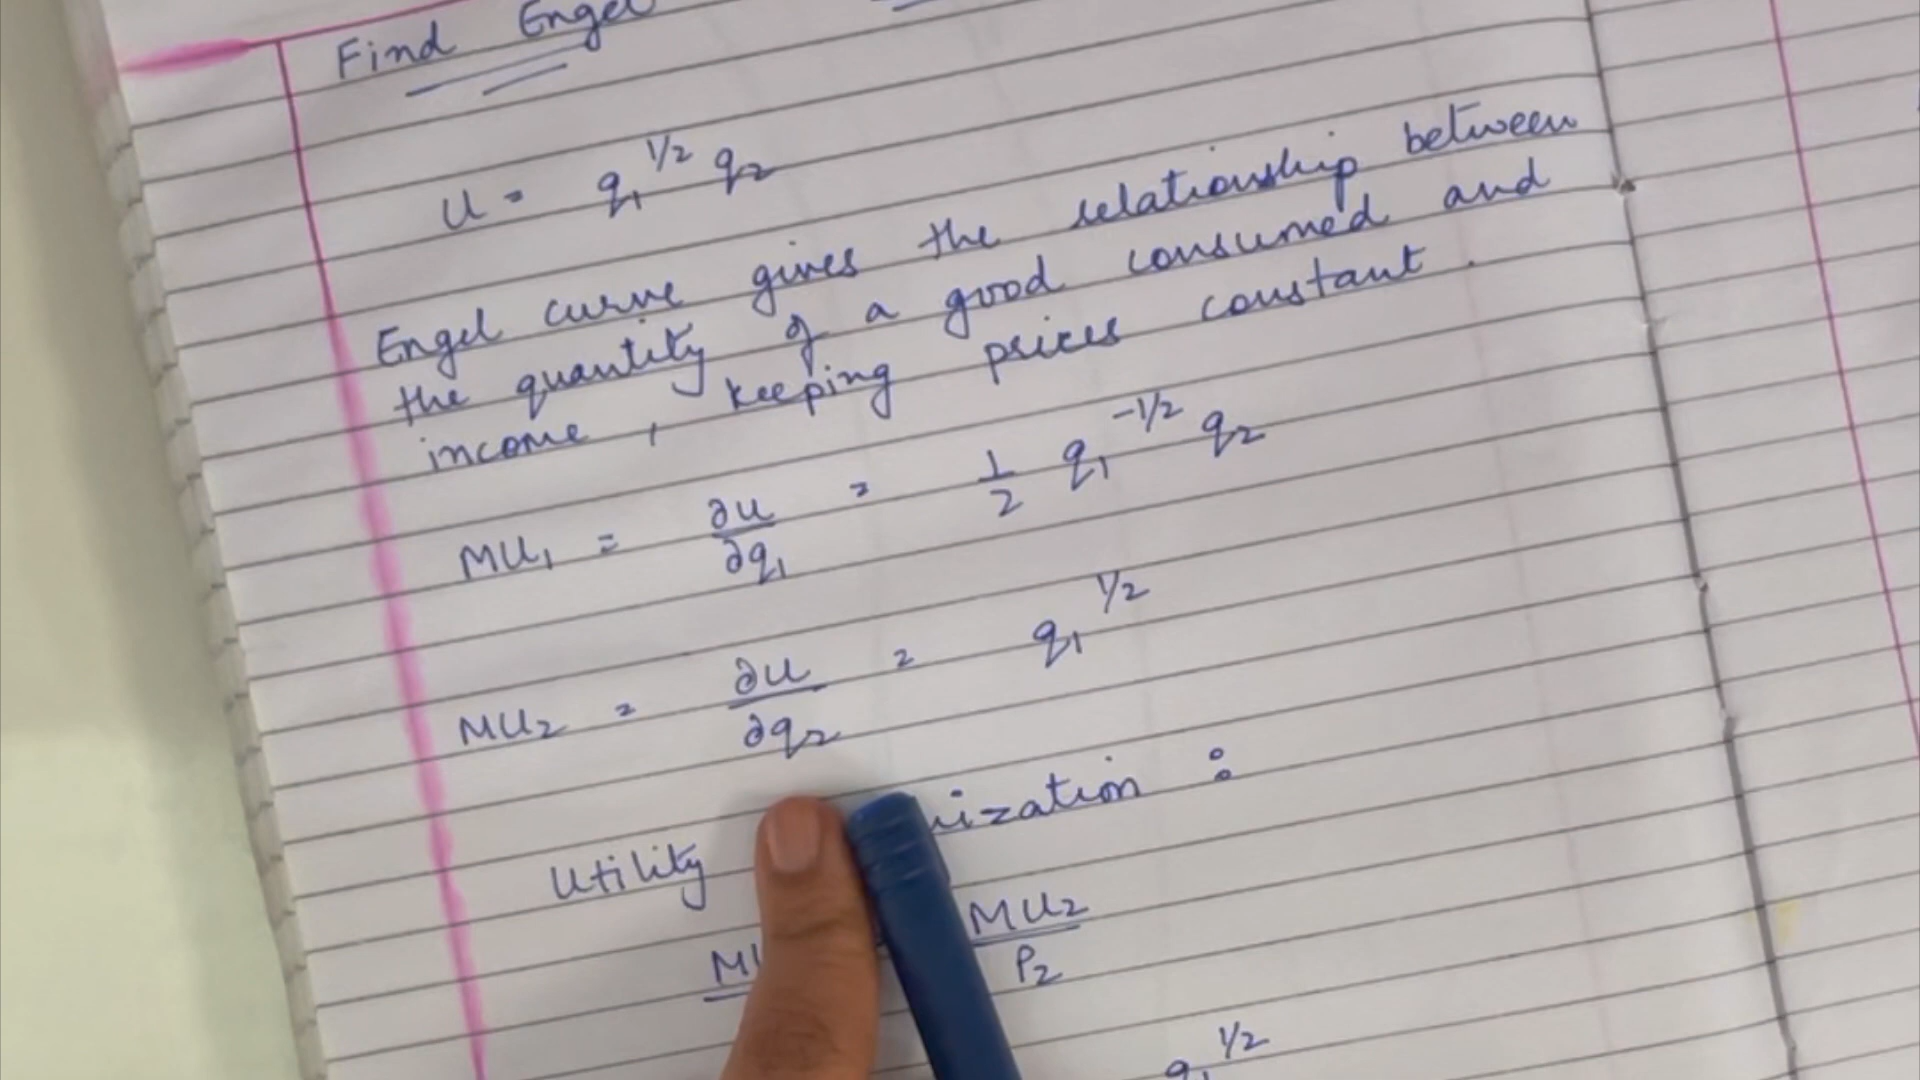 Find Engel
U = q₁^1/2 q₂
Engel curve gives the relationship between
the quantity of a good consumed and
income, keeping prices constant.
MU₁ = ∂U/∂q₁ = 1/2 q₁^-1/2 q₂
MU₂ = ∂U/∂q₂ = q₁^1/2
Utility :
MU₂/P₂
q₁^1/2